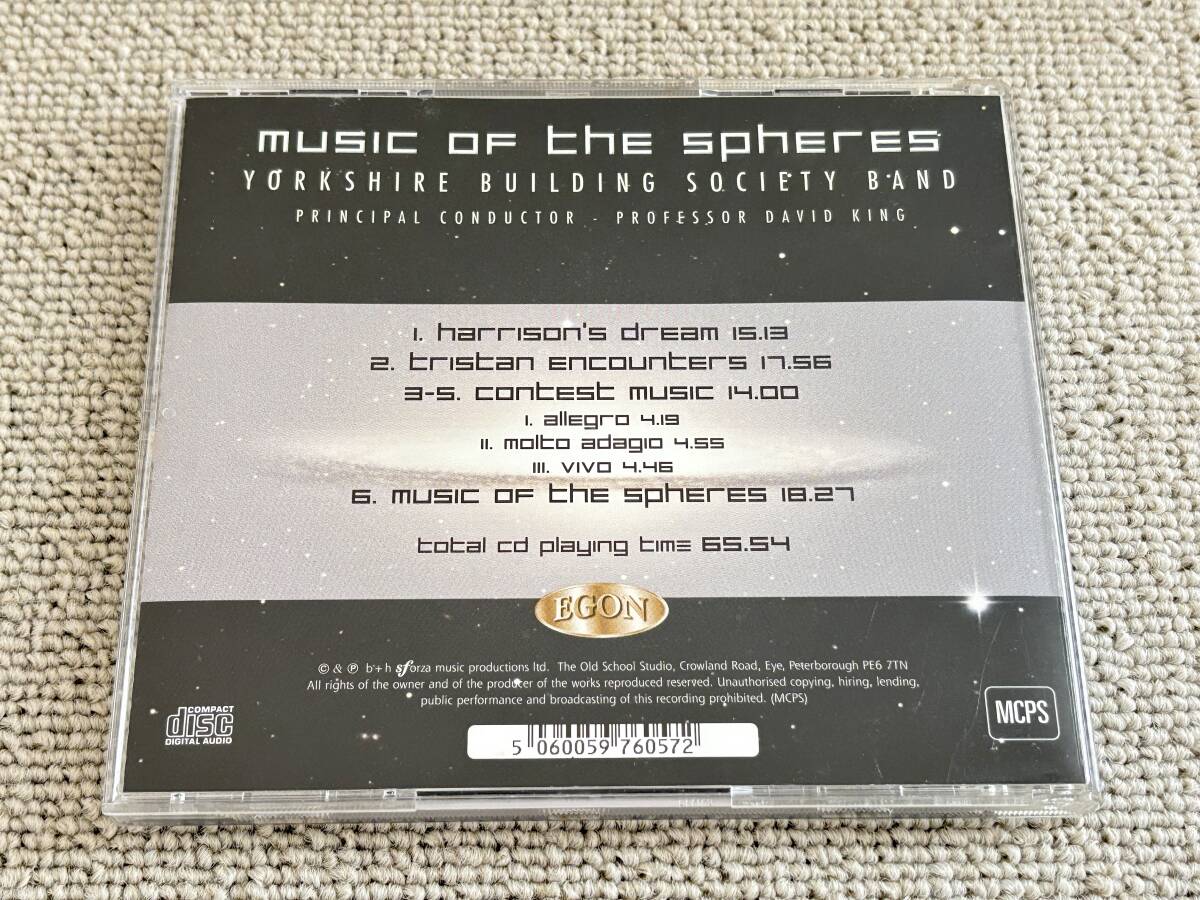 music of the spheres
YORKSHIRE BUILDING SOCIETY BAND
PRINCIPAL CONDUCTOR - PROFESSOR DAVID KING
1. harrison's dream 15.13
2. tristan encounters 17.56
3-5. contest music 14.00
I. allegro 4.19
II. molto adagio 4.55
III. vivo 4.46
6. music of the spheres 18.27
total cd playing time 65.54
EGON
© & ℗ b+h sforza music productions ltd. The Old School Studio, Crowland Road, Eye, Peterborough PE6 7TN
All rights of the owner and of the producer of the works reproduced reserved. Unauthorised copying, hiring, lending,
public performance and broadcasting of this recording prohibited. (MCPS)
COMPACT
disc
DIGITAL AUDIO
5 060059 760572
MCPS